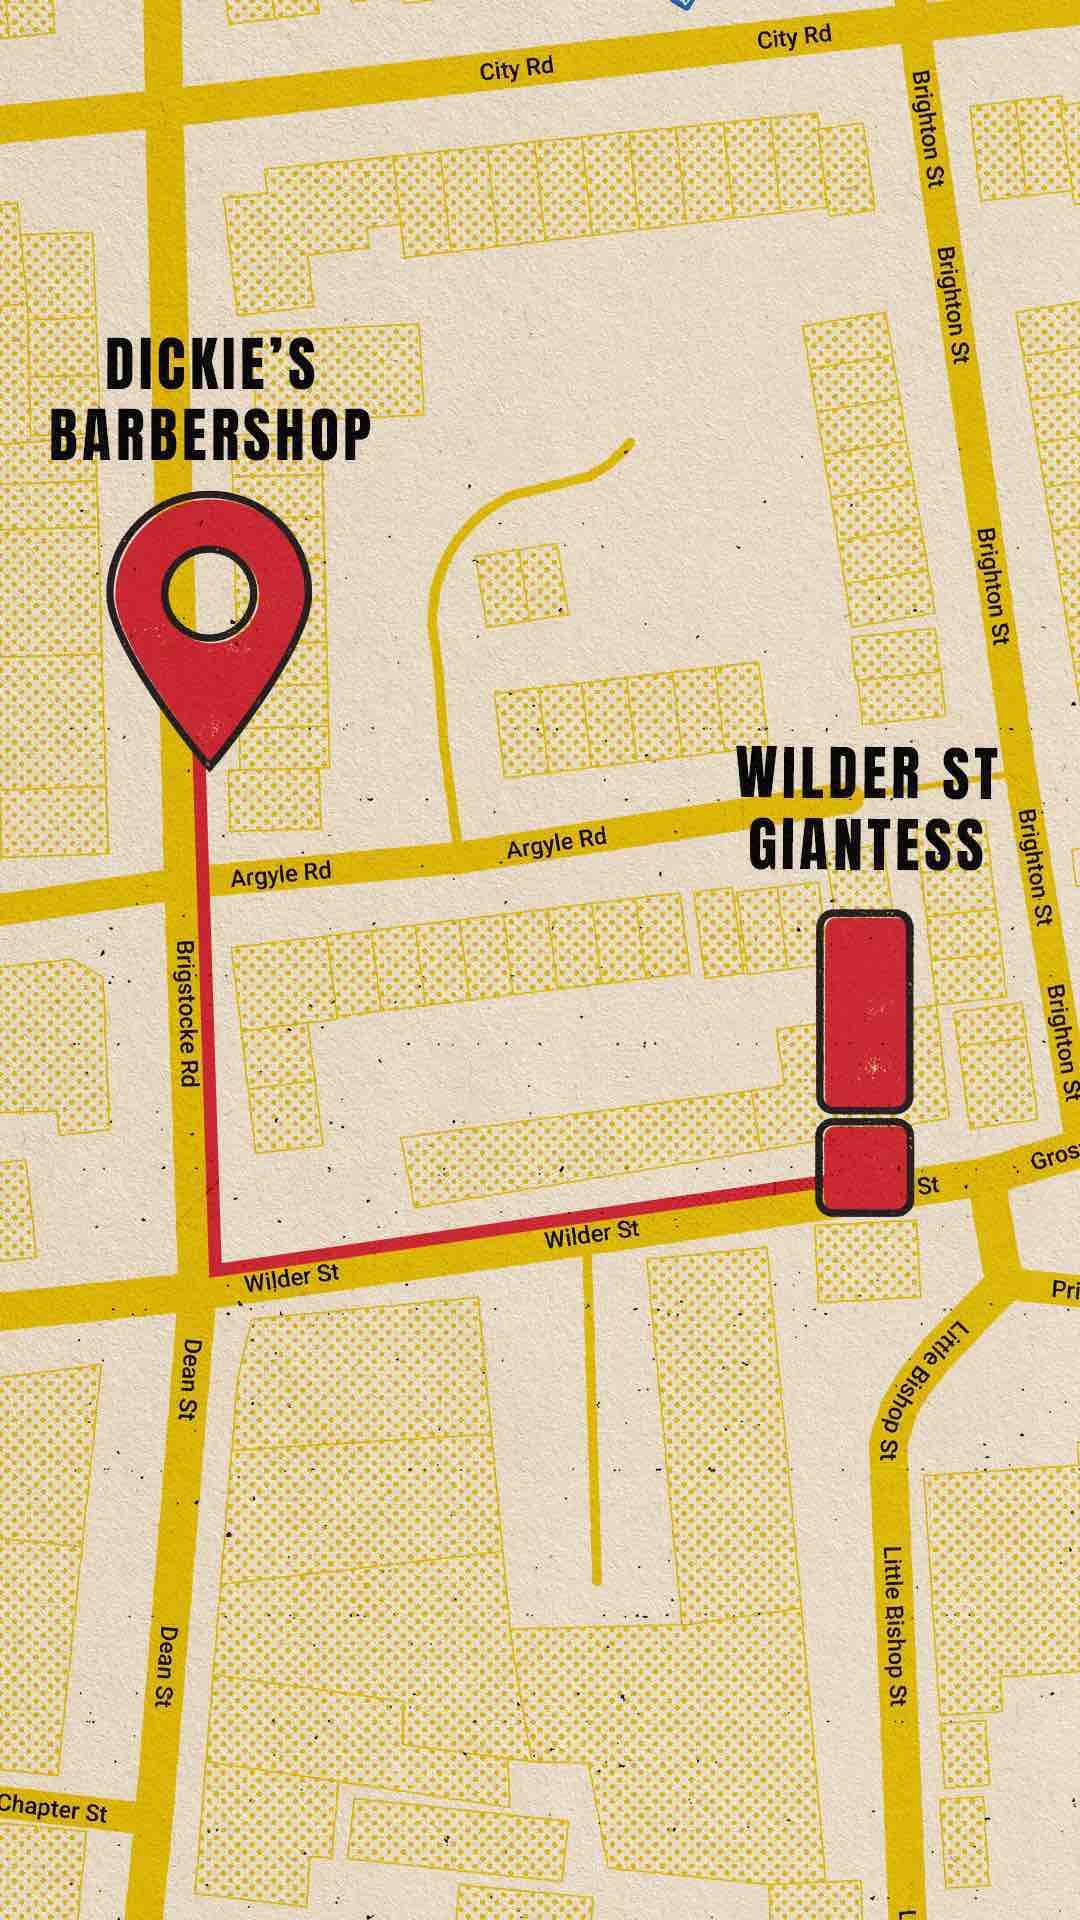 City Rd
City Rd
Brighton St
Brighton St
DICKIE'S
BARBERSHOP
Brighton St
WILDER ST
GIANTESS
Argyle Rd
Argyle Rd
Brighton St
Brigstocke Rd
Brighton St
Gros
St
Wilder St
Wilder St
Pri
Little Bishop St
Dean St
Little Bishop St
Dean St
Chapter St
L